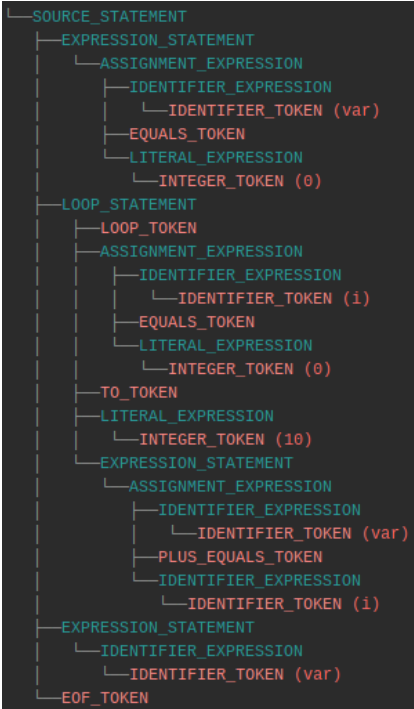 SOURCE_STATEMENT
EXPRESSION_STATEMENT
ASSIGNMENT_EXPRESSION
IDENTIFIER_EXPRESSION
IDENTIFIER_TOKEN (var)
EQUALS_TOKEN
LITERAL_EXPRESSION
INTEGER_TOKEN (0)
LOOP_STATEMENT
LOOP_TOKEN
ASSIGNMENT_EXPRESSION
IDENTIFIER_EXPRESSION
IDENTIFIER_TOKEN (i)
EQUALS_TOKEN
LITERAL_EXPRESSION
INTEGER_TOKEN (0)
TO_TOKEN
LITERAL_EXPRESSION
INTEGER_TOKEN (10)
EXPRESSION_STATEMENT
ASSIGNMENT_EXPRESSION
IDENTIFIER_EXPRESSION
IDENTIFIER_TOKEN (var)
PLUS_EQUALS_TOKEN
IDENTIFIER_EXPRESSION
IDENTIFIER_TOKEN (i)
EXPRESSION_STATEMENT
IDENTIFIER_EXPRESSION
IDENTIFIER_TOKEN (var)
EOF_TOKEN